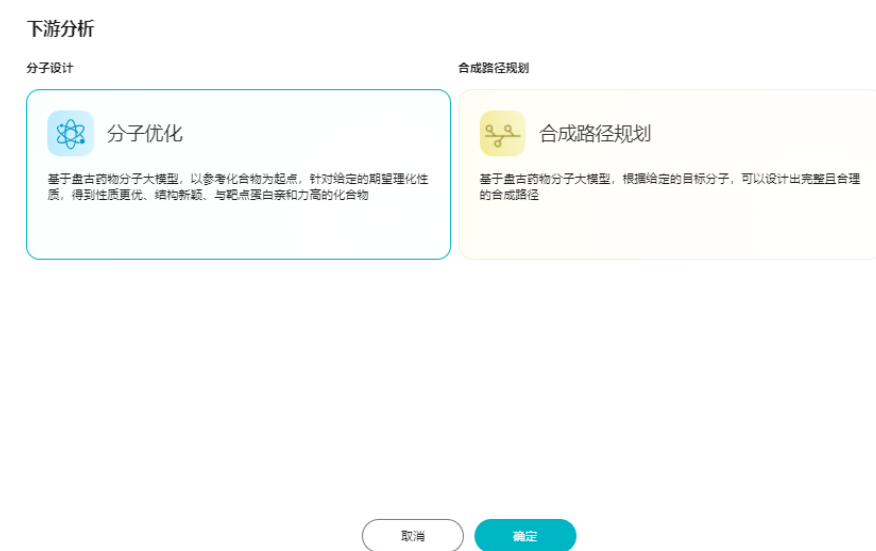 下游分析
分子设计
合成路径规划
分子优化
基于盘古药物分子大模型，以参考化合物为起点，针对给定的期望理化性
质，得到性质更优、结构新颖、与靶点蛋白亲和力高的化合物
合成路径规划
基于盘古药物分子大模型，根据给定的目标分子，可以设计出完整且合理
的合成路径
取消
确定